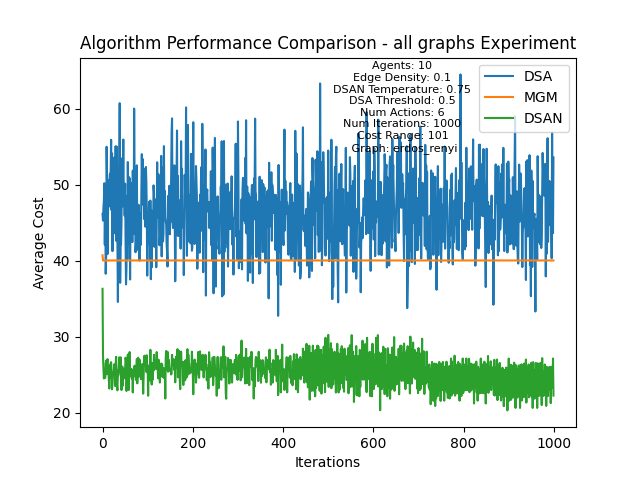 Algorithm Performance Comparison - all graphs Experiment
Agents: 10
Edge Density: 0.1
DSAN Temperature: 0.75
DSA Threshold: 0.5
Num Actions: 6
Num Iterations: 1000
Cost Range: 101
Graph: erdos_renyi
DSA
MGM
DSAN
Average Cost
60
50
40
30
20
0 200 400 600 800 1000
Iterations